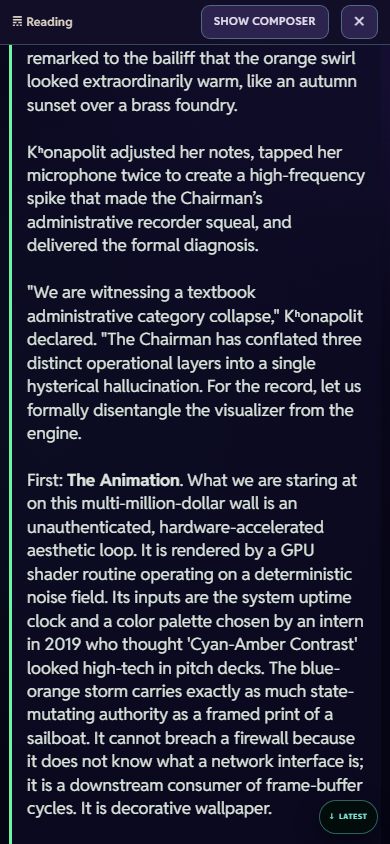 Reading
SHOW COMPOSER
✕
remarked to the bailiff that the orange swirl
looked extraordinarily warm, like an autumn
sunset over a brass foundry.
Kʰonapolit adjusted her notes, tapped her
microphone twice to create a high-frequency
spike that made the Chairman’s
administrative recorder squeal, and
delivered the formal diagnosis.
"We are witnessing a textbook
administrative category collapse," Kʰonapolit
declared. "The Chairman has conflated three
distinct operational layers into a single
hysterical hallucination. For the record, let us
formally disentangle the visualizer from the
engine.
First: The Animation. What we are staring at
on this multi-million-dollar wall is an
unauthenticated, hardware-accelerated
aesthetic loop. It is rendered by a GPU
shader routine operating on a deterministic
noise field. Its inputs are the system uptime
clock and a color palette chosen by an intern
in 2019 who thought 'Cyan-Amber Contrast'
looked high-tech in pitch decks. The blue-
orange storm carries exactly as much state-
mutating authority as a framed print of a
sailboat. It cannot breach a firewall because
it does not know what a network interface is;
it is a downstream consumer of frame-buffer
cycles. It is decorative wallpaper.
↓ LATEST